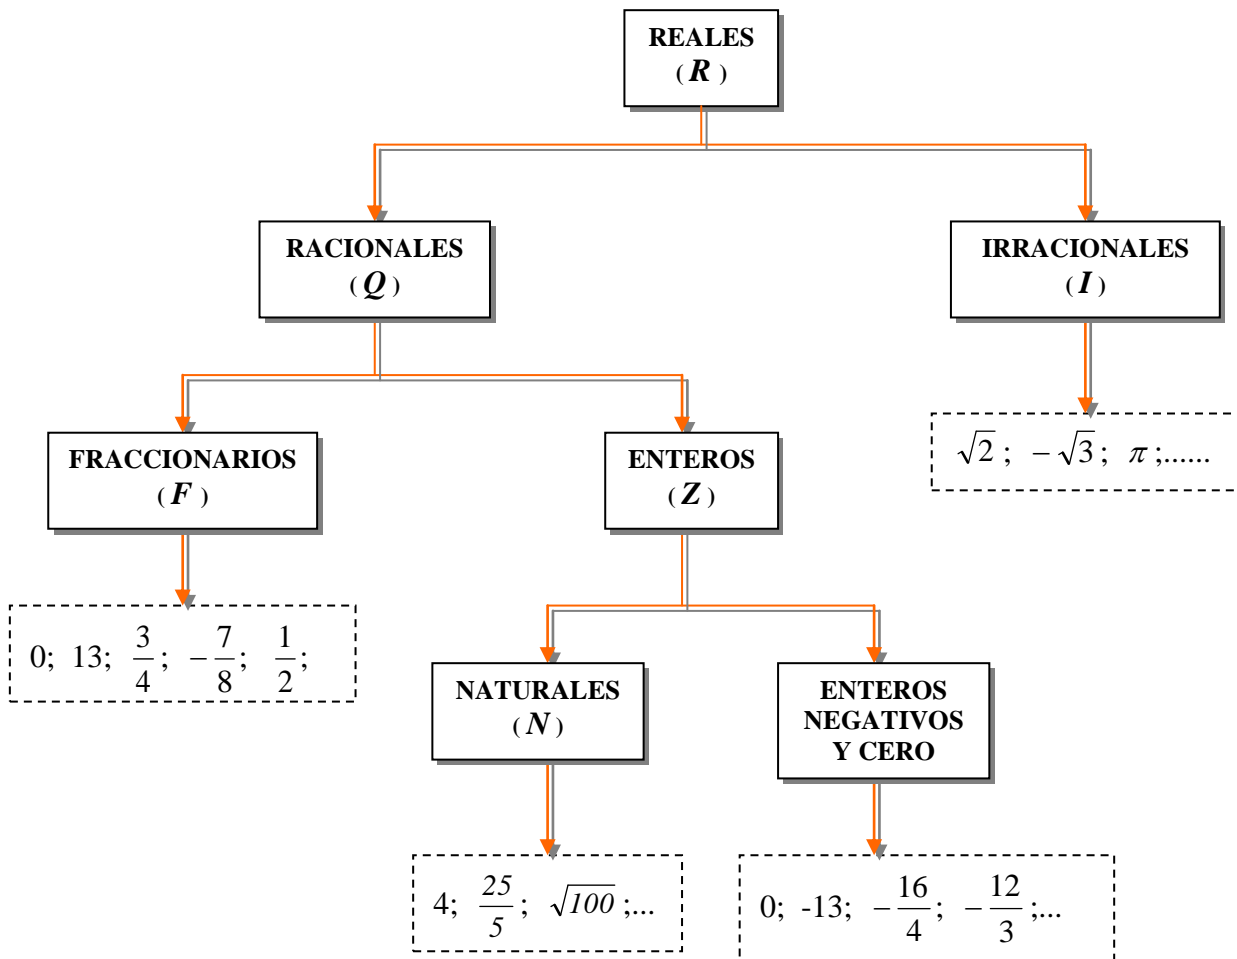 REALES
( R )
RACIONALES
( Q )
IRRACIONALES
( I )
FRACCIONARIOS
( F )
ENTEROS
( Z )
√2 ; −√3 ; π ;......
0; 13; 3/4 ; −7/8 ; 1/2 ;
NATURALES
( N )
ENTEROS
NEGATIVOS
Y CERO
4; 25/5 ; √100 ;...
0; -13; −16/4 ; −12/3 ;...